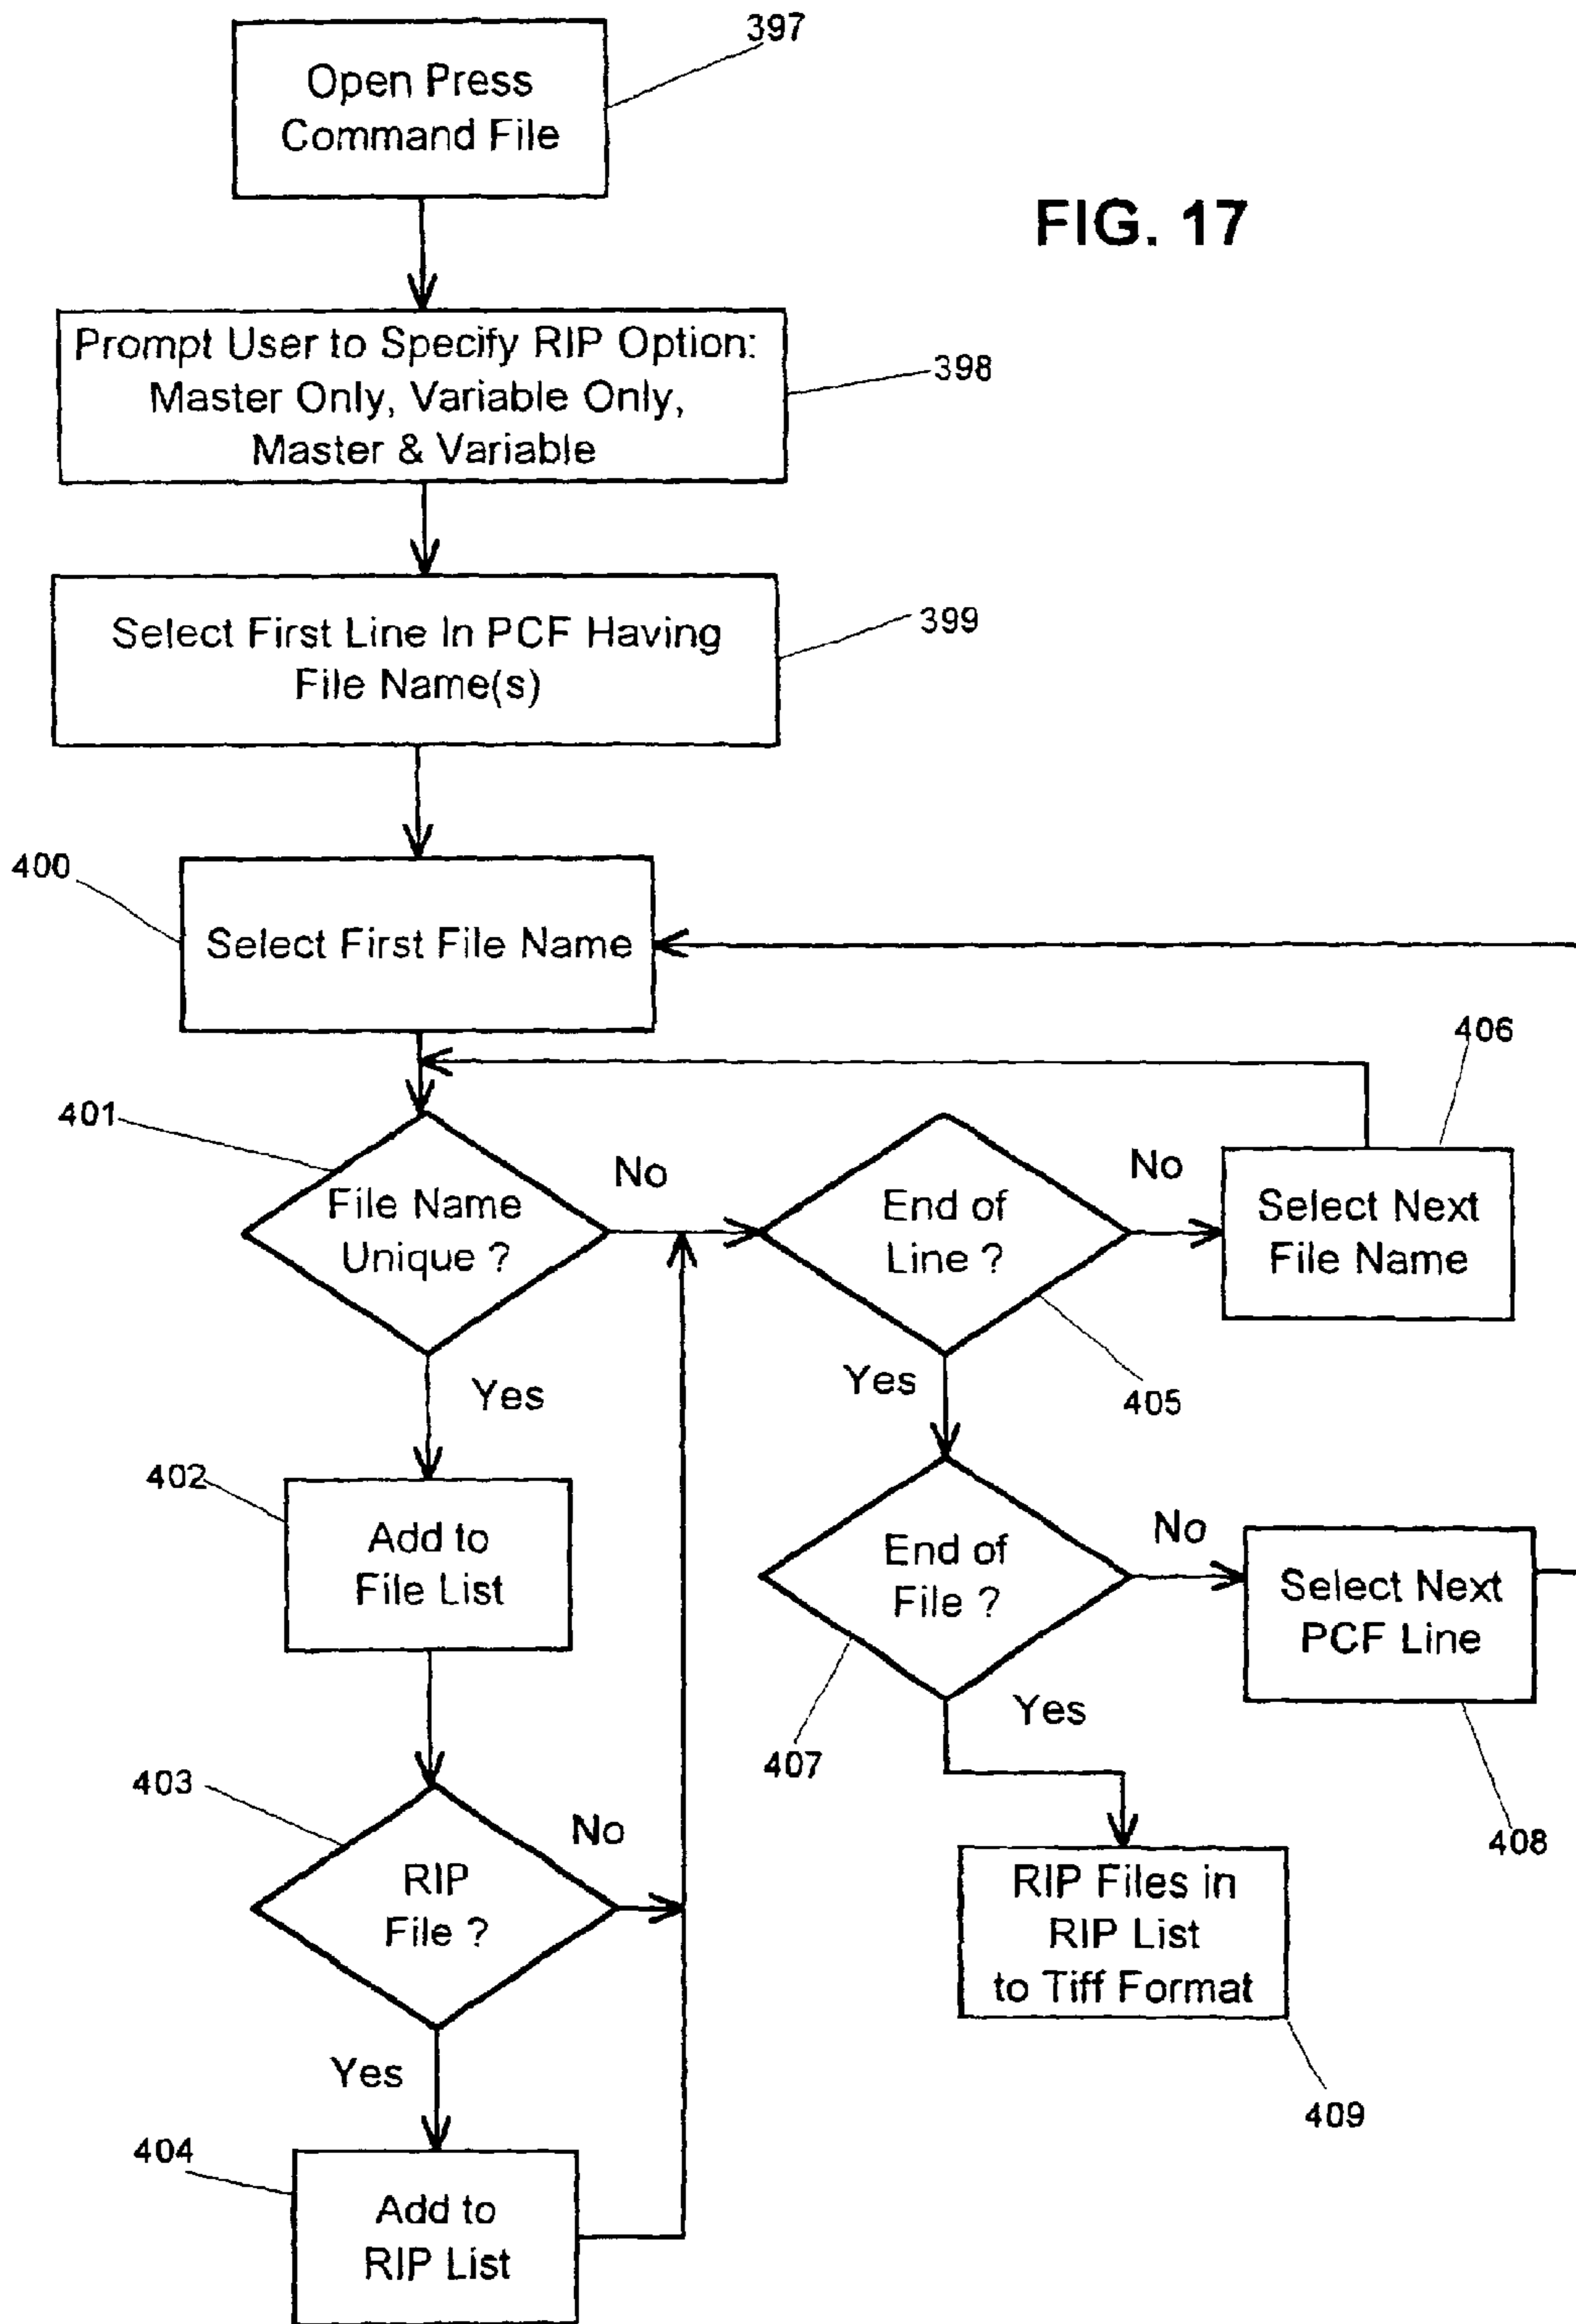 397
Open Press
Command File
FIG. 17
Prompt User to Specify RIP Option:
Master Only, Variable Only,
Master & Variable
398
Select First Line In PCF Having
File Name(s)
399
400
Select First File Name
406
401
File Name
Unique ?
No
End of
Line ?
No
Select Next
File Name
Yes
Yes
405
402
Add to
File List
End of
File ?
No
Select Next
PCF Line
403
RIP
File ?
No
407
Yes
408
RIP Files in
RIP List
to Tiff Format
Yes
409
404
Add to
RIP List